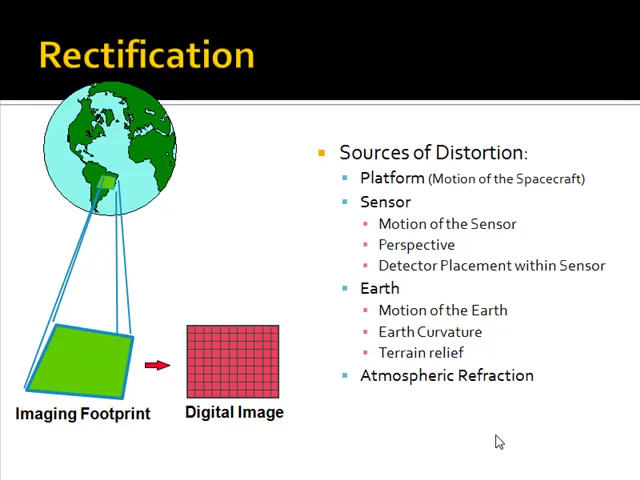 Rectification
Sources of Distortion:
Platform (Motion of the Spacecraft)
Sensor
Motion of the Sensor
Perspective
Detector Placement within Sensor
Earth
Motion of the Earth
Earth Curvature
Terrain relief
Atmospheric Refraction
Imaging Footprint
Digital Image